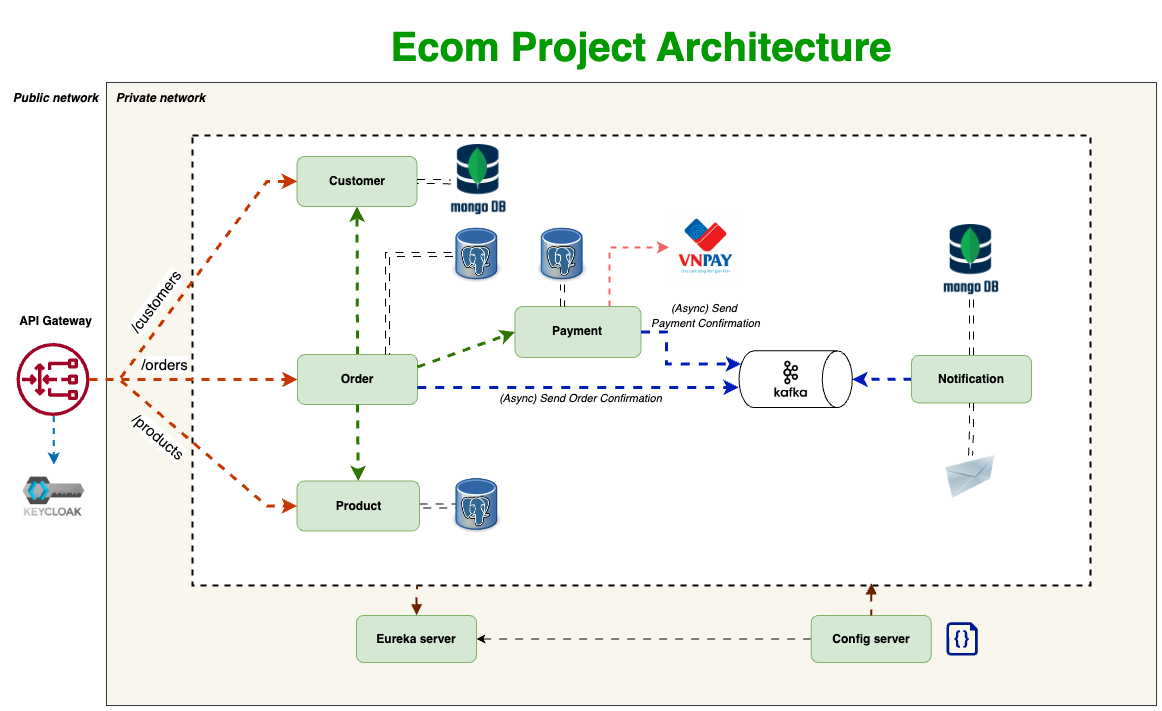 Ecom Project Architecture
Public network
Private network
Customer
mongo DB
/customers
VNPAY
mongo DB
API Gateway
(Async) Send
Payment Confirmation
Payment
/orders
Order
kafka
Notification
(Async) Send Order Confirmation
/products
KEYCLOAK
Product
Eureka server
Config server
{}